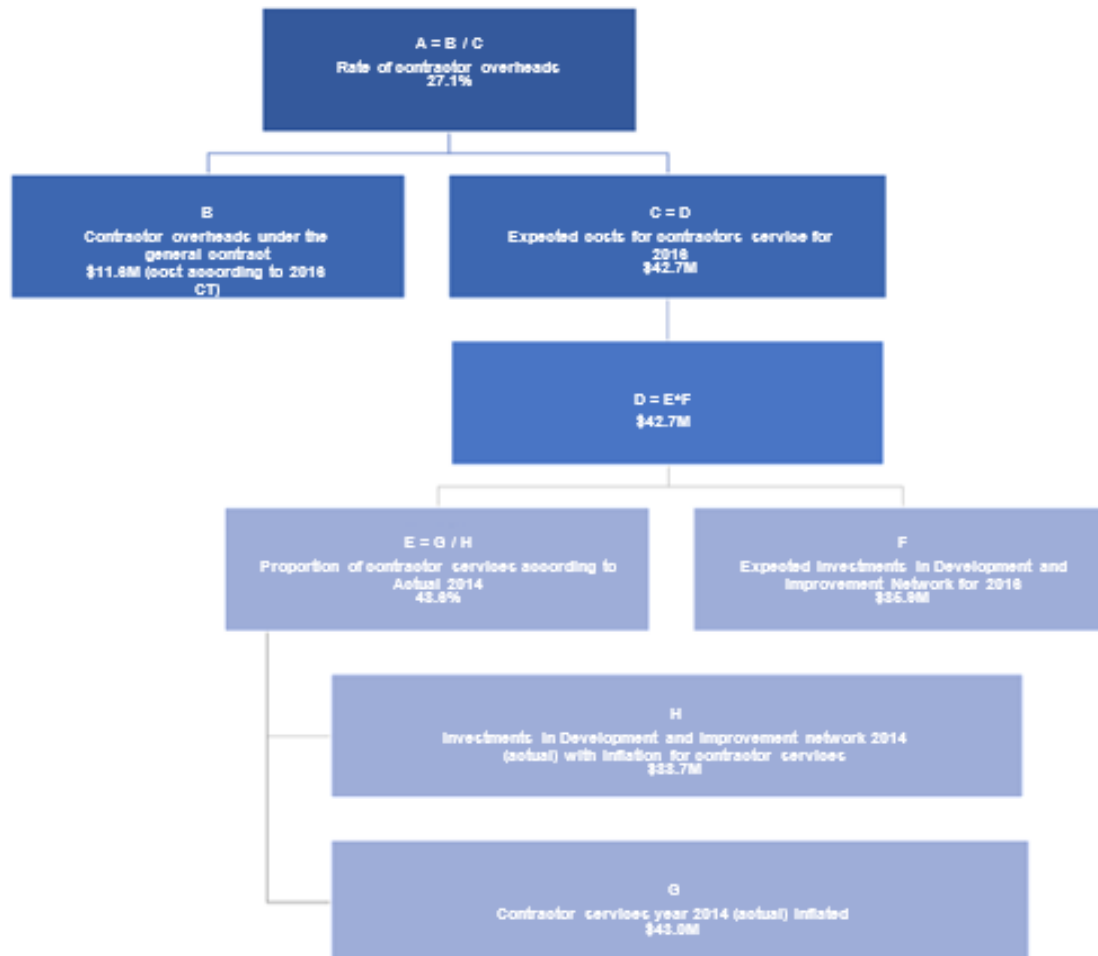 A = B / C
Rate of contractor overheads
27.1%
B
Contractor overheads under the
general contract
$11.6M (cost according to 2016
CT)
C = D
Expected costs for contractors service for
2016
$42.7M
D = E*F
$42.7M
E = G / H
Proportion of contractor services according to
Actual 2014
F
Expected Investments in Development and
Improvement Network for 2016
H
Investments in Development and Improvement network 2014
(actual) with inflation for contractor services
G
Contractor services year 2014 (actual) inflated